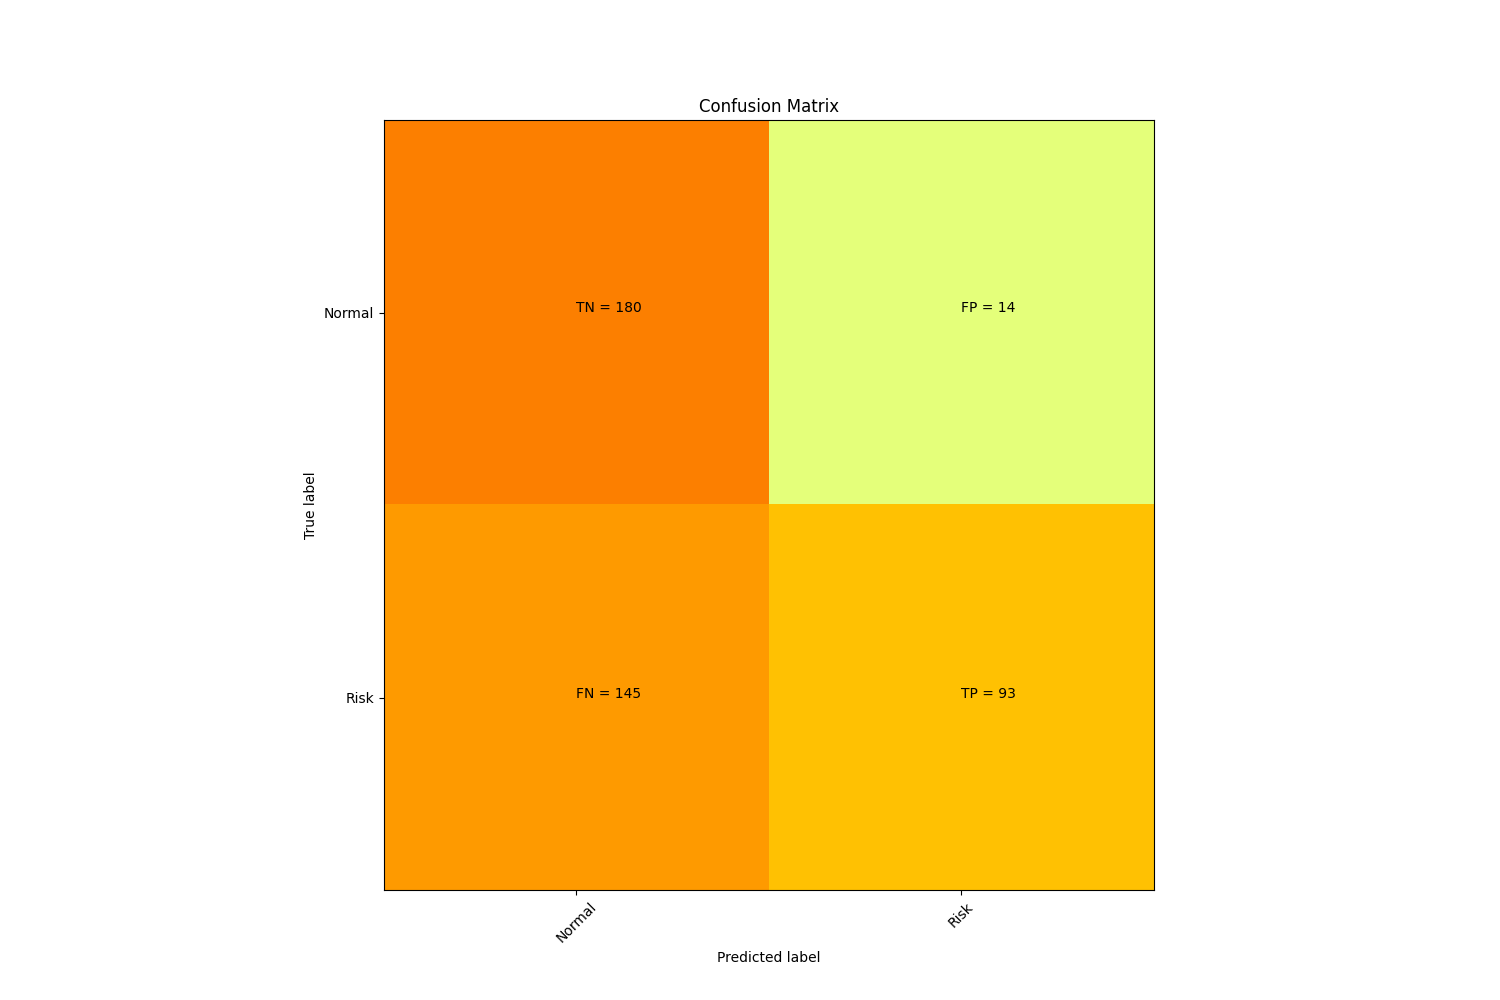 Confusion Matrix
Normal
TN = 180
FP = 14
True label
Risk
FN = 145
TP = 93
Normal
Risk
Predicted label